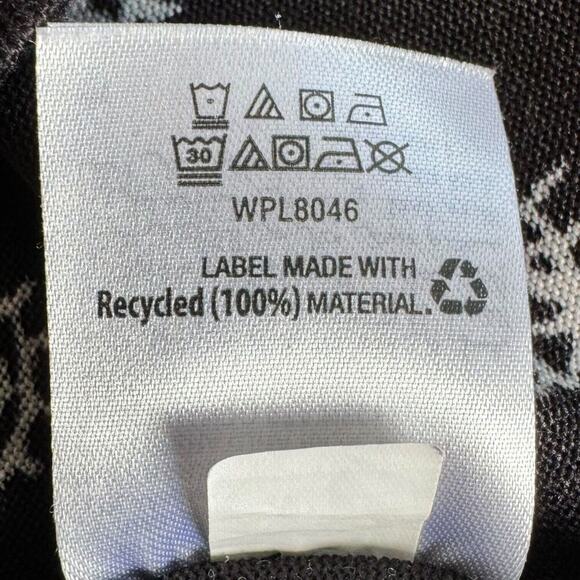 30
WPL8046
LABEL MADE WITH
Recycled (100%) MATERIAL.